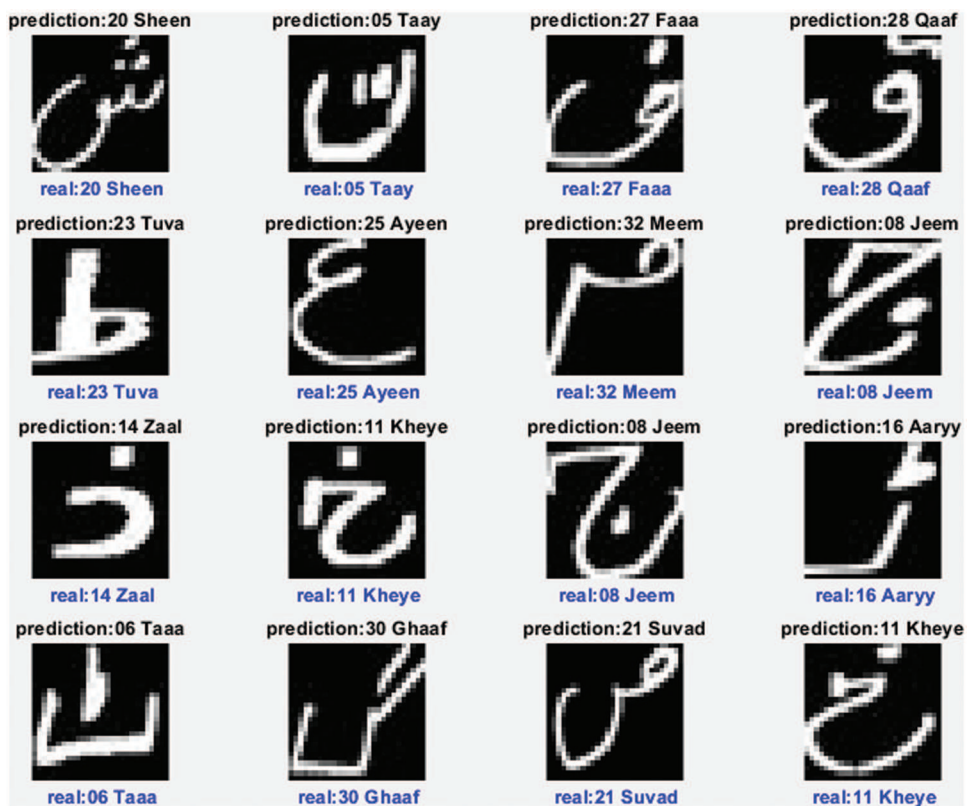 prediction:20 Sheen prediction:05 Taay prediction:27 Faaa prediction:28 Qaaf
ش ت ف ق
real:20 Sheen real:05 Taay real:27 Faaa real:28 Qaaf
prediction:23 Tuva prediction:25 Ayeen prediction:32 Meem prediction:08 Jeem
ط ع م ج
real:23 Tuva real:25 Ayeen real:32 Meem real:08 Jeem
prediction:14 Zaal prediction:11 Kheye prediction:08 Jeem prediction:16 Aaryy
ذ خ ج ڑ
real:14 Zaal real:11 Kheye real:08 Jeem real:16 Aaryy
prediction:06 Taaa prediction:30 Ghaaf prediction:21 Suvad prediction:11 Kheye
ٹ گ ص خ
real:06 Taaa real:30 Ghaaf real:21 Suvad real:11 Kheye